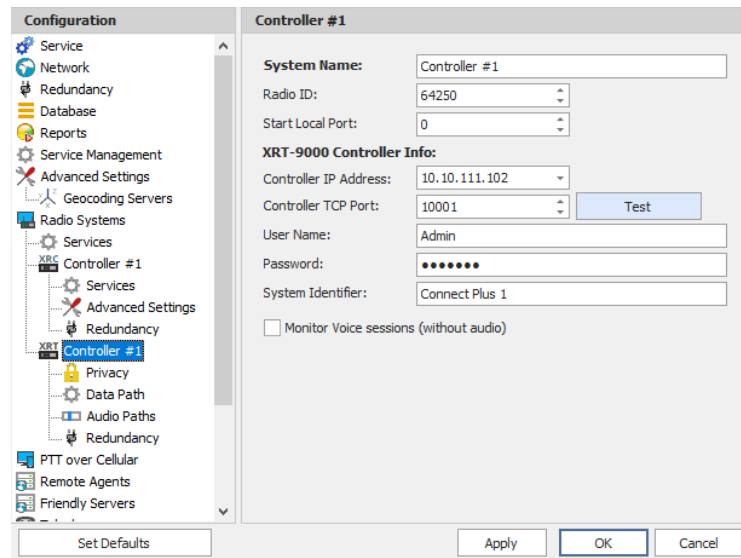 Configuration
Service
Network
Redundancy
Database
Reports
Service Management
Advanced Settings
Geocoding Servers
Radio Systems
Services
XRC Controller #1
Services
Advanced Settings
Redundancy
XRT Controller #1
Privacy
Data Path
Audio Paths
Redundancy
PTT over Cellular
Remote Agents
Friendly Servers
Set Defaults
Controller #1
System Name: Controller #1
Radio ID: 64250
Start Local Port: 0
XRT-9000 Controller Info:
Controller IP Address: 10.10.111.102
Controller TCP Port: 10001 Test
User Name: Admin
Password: ●●●●●●●
System Identifier: Connect Plus 1
Monitor Voice sessions (without audio)
Apply OK Cancel